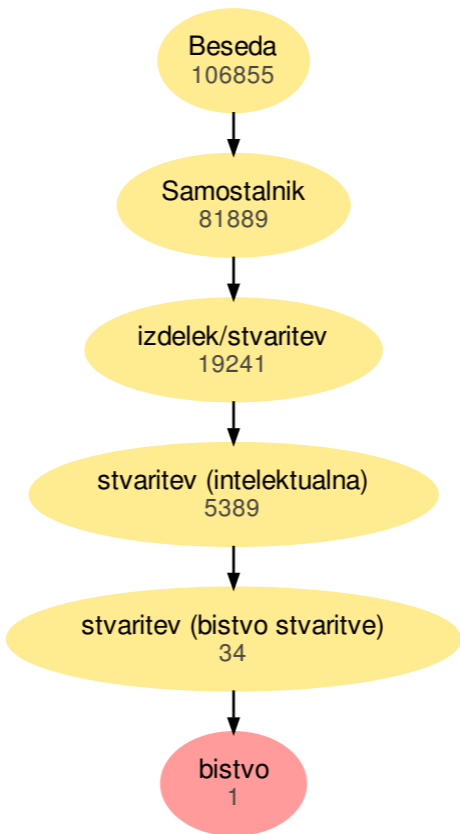 Beseda
106855
Samostalnik
81889
izdelek/stvaritev
19241
stvaritev (intelektualna)
5389
stvaritev (bistvo stvaritve)
34
bistvo
1